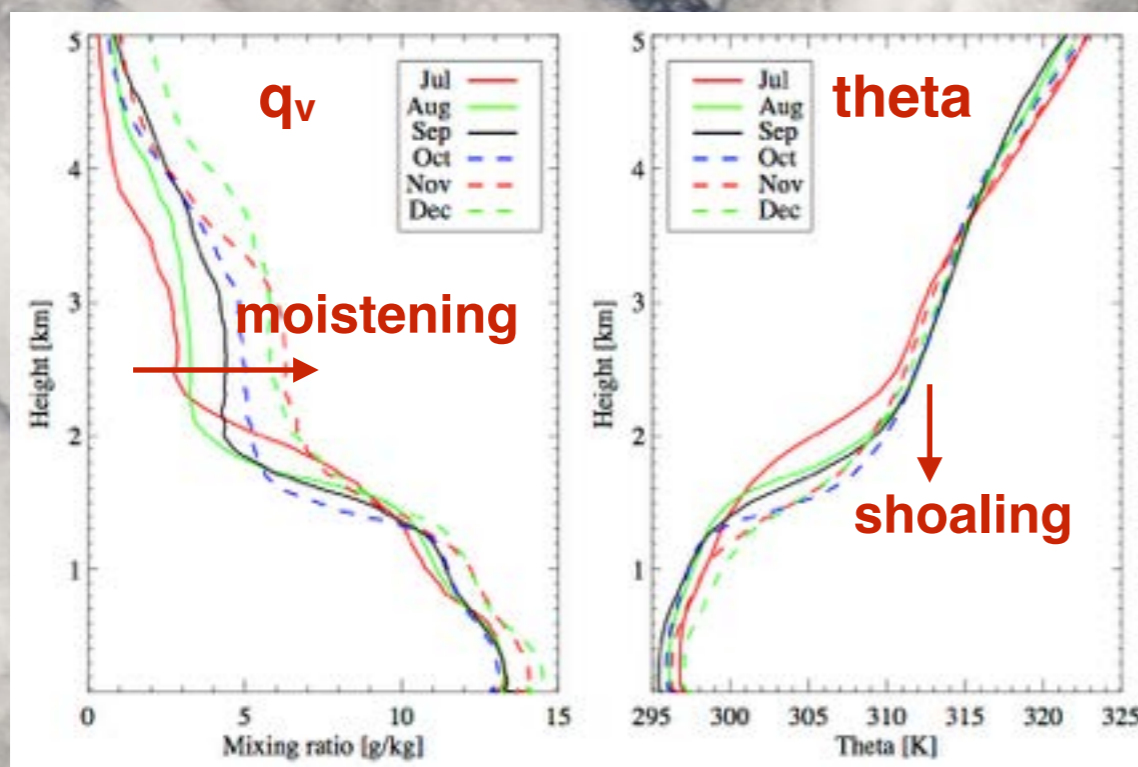 5
4
3
2
1
Height [km]
qv
Jul
Aug
Sep
Oct
Nov
Dec
moistening
0 5 10 15
Mixing ratio [g/kg]
5
4
3
2
1
Height [km]
Jul
Aug
Sep
Oct
Nov
Dec
theta
shoaling
295 300 305 310 315 320 325
Theta [K]